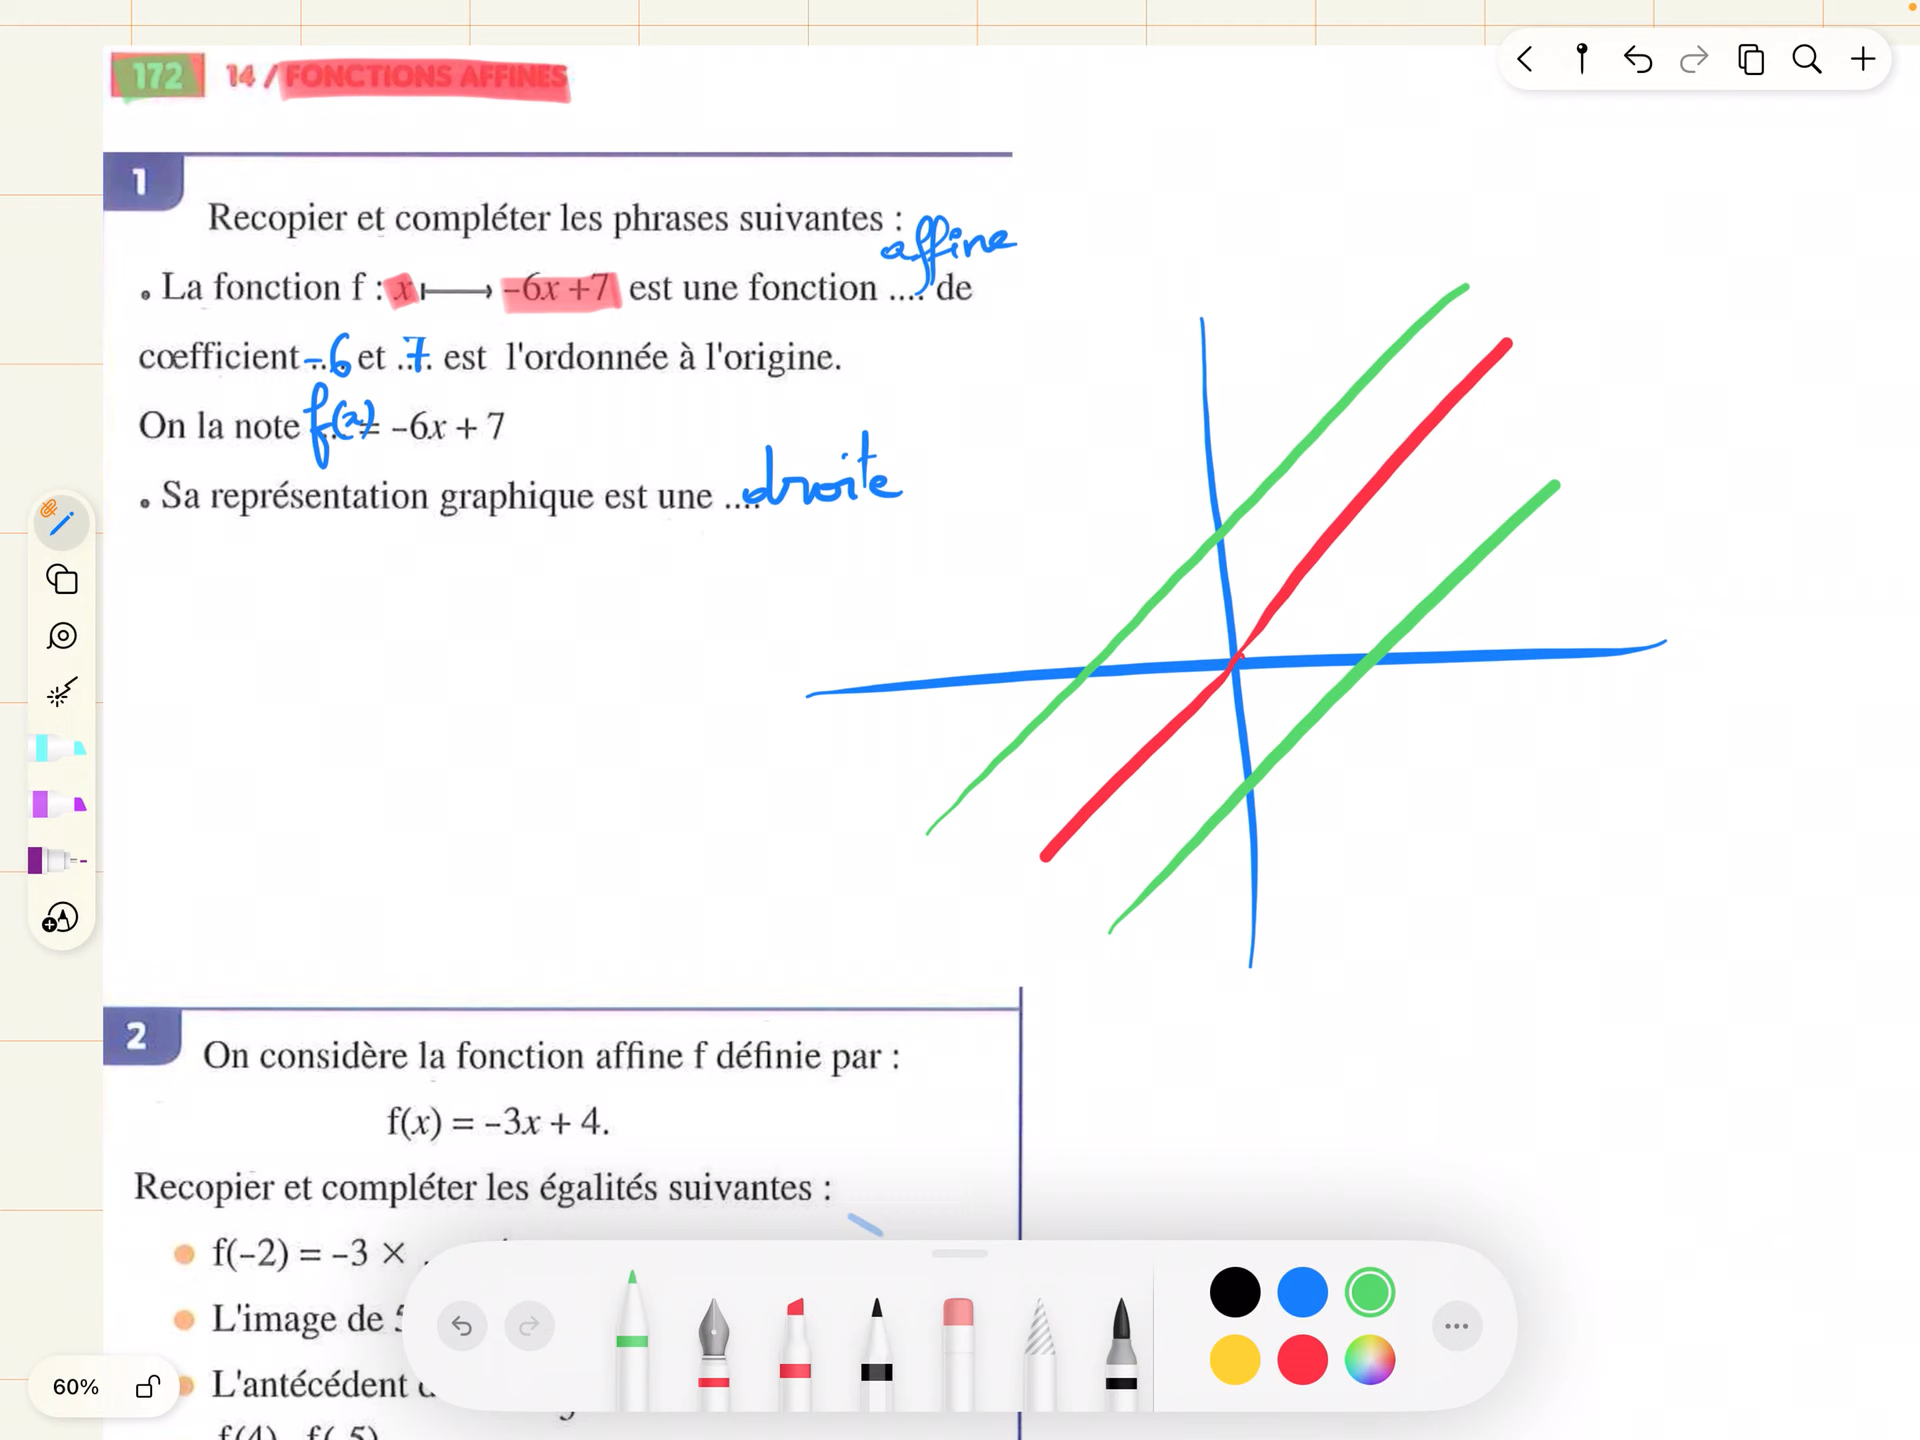 172 14 / FONCTIONS AFFINES
1
Recopier et compléter les phrases suivantes :
affine
• La fonction f : x ⟼ -6x +7 est une fonction .... de
coefficient -6 et 7 est l'ordonnée à l'origine.
On la note f(x) = -6x + 7
• Sa représentation graphique est une .... droite
2
On considère la fonction affine f définie par :
f(x) = -3x + 4.
Recopier et compléter les égalités suivantes :
f(-2) = -3 ×
L'image de 5
L'antécédent
60%